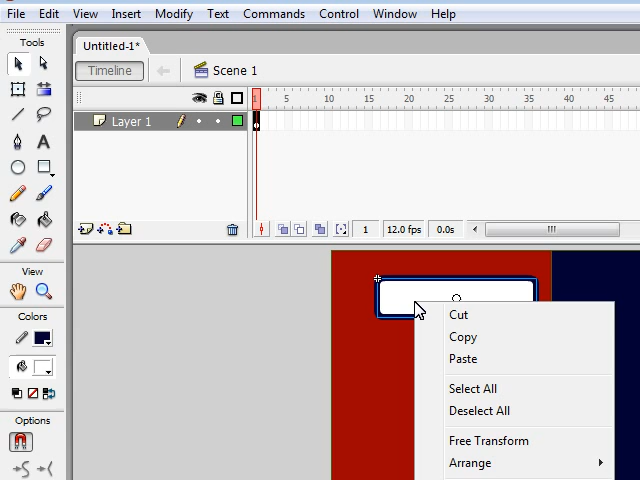 File Edit View Insert Modify Text Commands Control Window Help
Tools
Untitled-1*
Timeline
Scene 1
1 5 10 15 20 25 30 35 40 45
Layer 1
1 12.0 fps 0.0s
View
Colors
Options
Cut
Copy
Paste
Select All
Deselect All
Free Transform
Arrange